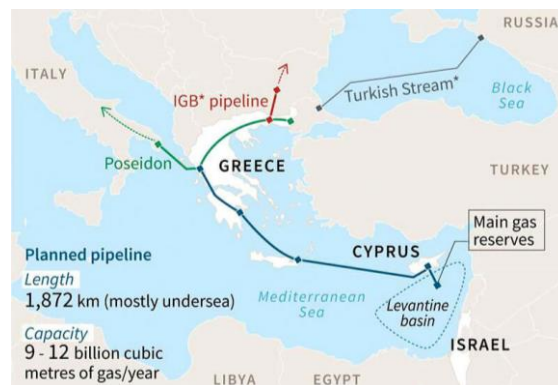 RUSSIA
ITALY
IGB* pipeline
Turkish Stream*
Black
Sea
Poseidon
GREECE
TURKEY
Main gas
reserves
CYPRUS
Planned pipeline
Length
1,872 km (mostly undersea)
Mediterranean
Sea
Levantine
basin
Capacity
9 - 12 billion cubic
metres of gas/year
ISRAEL
LIBYA
EGYPT